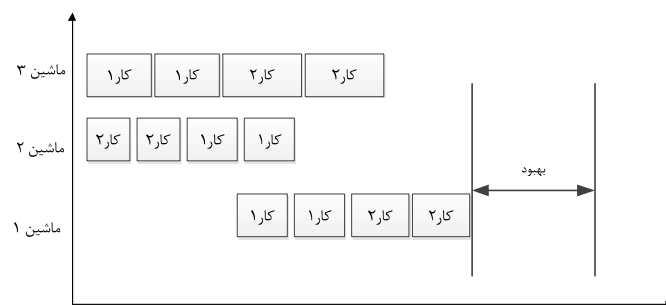 ماشین ۳ کار۱ کار۱ کار۲ کار۲
ماشین ۲ کار۲ کار۲ کار۱ کار۱
بهبود
ماشین ۱ کار۱ کار۱ کار۲ کار۲